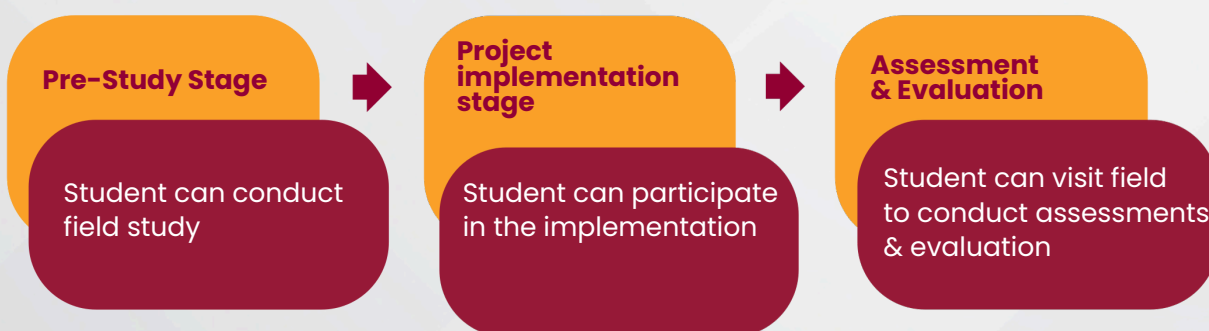 Pre-Study Stage
Student can conduct
field study
Project
implementation
stage
Student can participate
in the implementation
Assessment
& Evaluation
Student can visit field
to conduct assessments
& evaluation